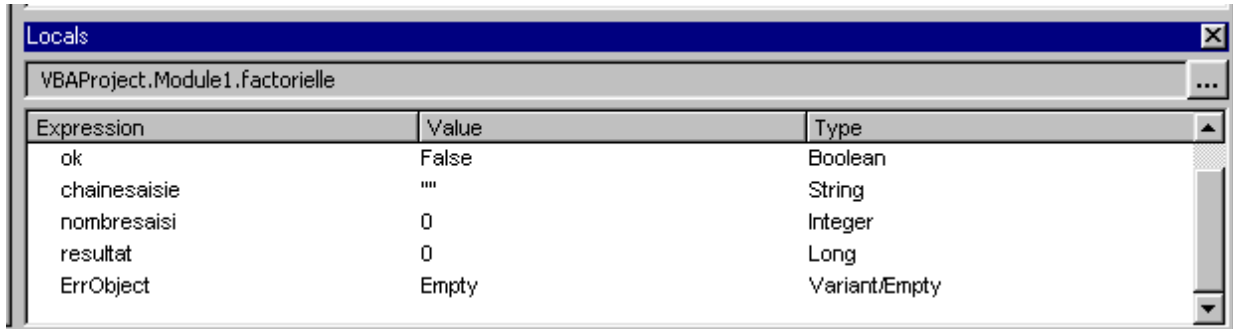 Locals
VBAProject.Module1.factorielle
...
Expression Value Type
ok False Boolean
chainesaisie "" String
nombresaisi 0 Integer
resultat 0 Long
ErrObject Empty Variant/Empty